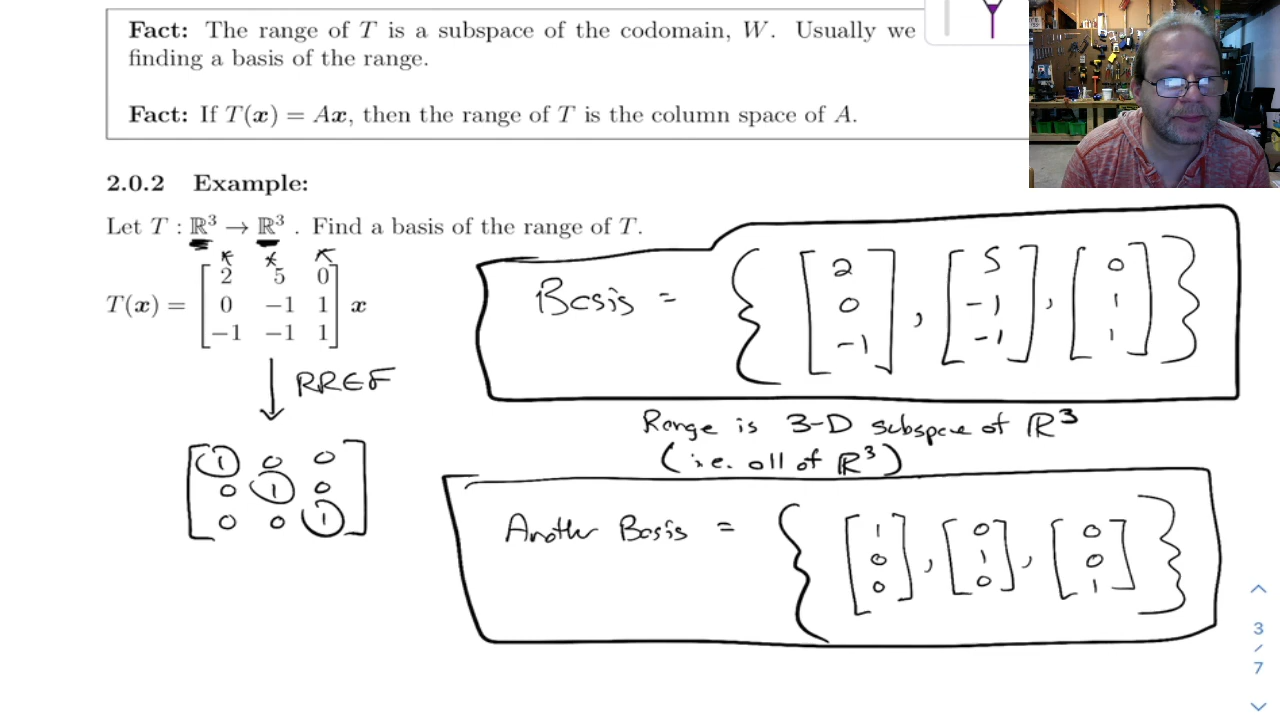 Fact: The range of T is a subspace of the codomain, W. Usually we
finding a basis of the range.
Fact: If T(x) = Ax, then the range of T is the column space of A.
2.0.2 Example:
Let T : ℝ³ → ℝ³ . Find a basis of the range of T.
* * *
T(x) = [2 5 0
0 −1 1
−1 −1 1] x
RREF
[1 0 0
0 1 0
0 0 1]
Basis = { [2 0 -1], [5 -1 -1], [0 1 1] }
Range is 3-D subspace of ℝ³
(i.e. all of ℝ³)
Another Basis = { [1 0 0], [0 1 0], [0 0 1] }
3
/
7